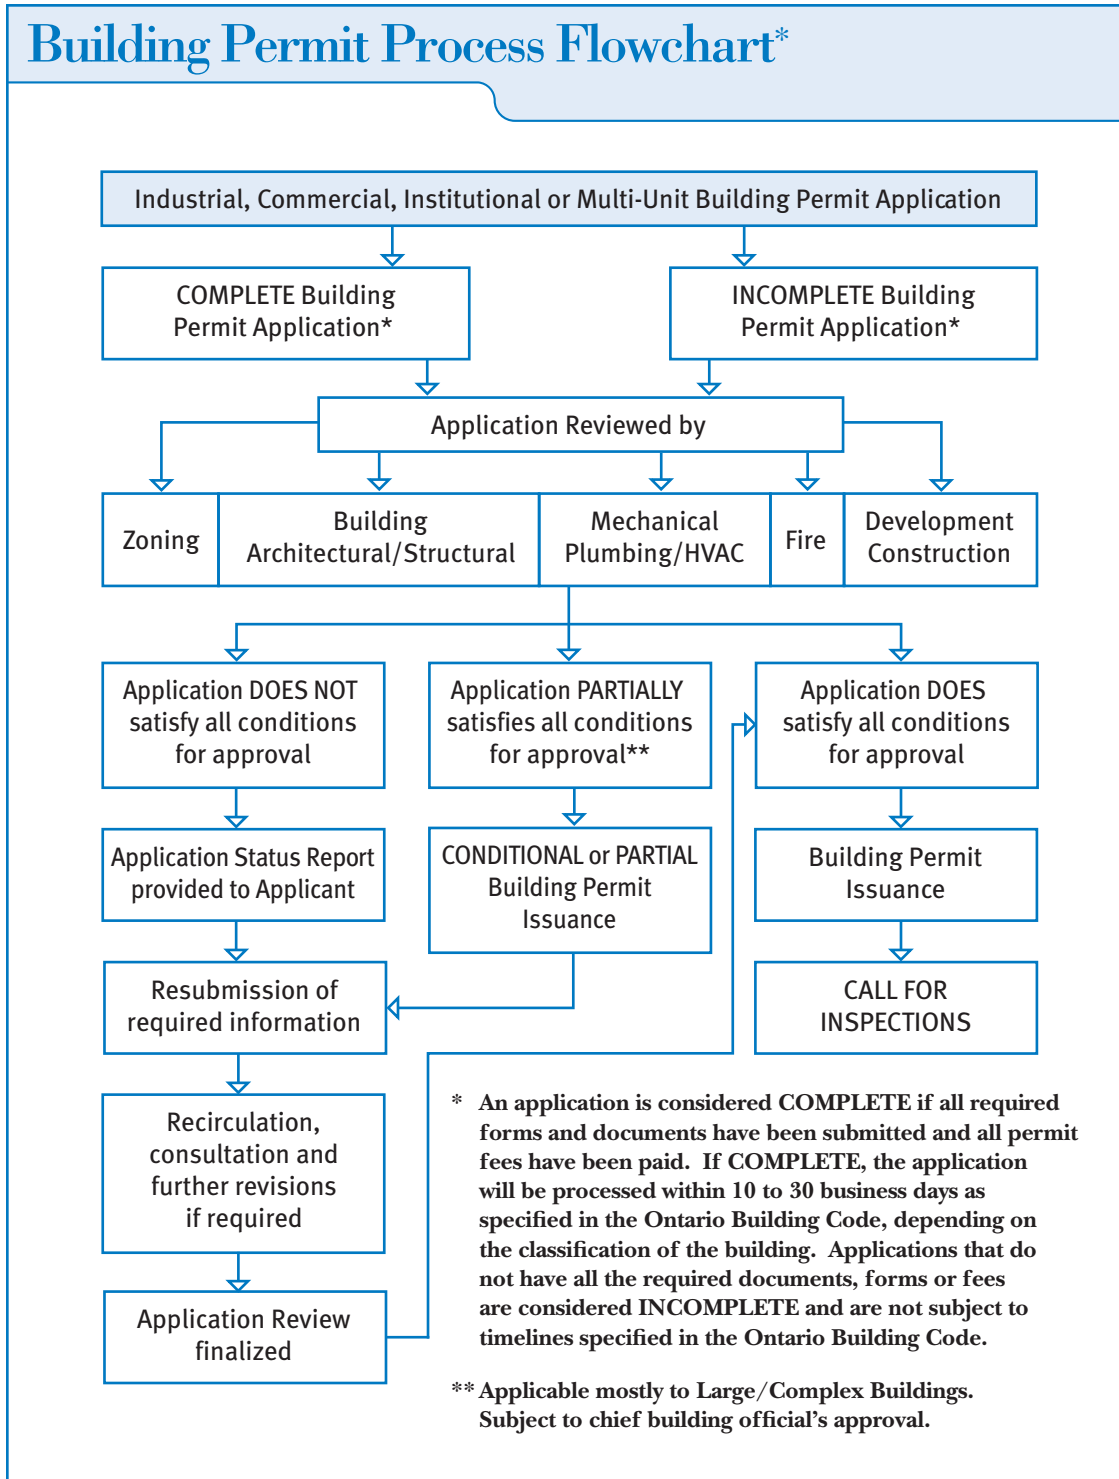 Building Permit Process Flowchart*
Industrial, Commercial, Institutional or Multi-Unit Building Permit Application
COMPLETE Building
Permit Application*
INCOMPLETE Building
Permit Application*
Application Reviewed by
Zoning
Building
Architectural/Structural
Mechanical
Plumbing/HVAC
Fire
Development
Construction
Application DOES NOT
satisfy all conditions
for approval
Application PARTIALLY
satisfies all conditions
for approval**
Application DOES
satisfy all conditions
for approval
Application Status Report
provided to Applicant
CONDITIONAL or PARTIAL
Building Permit
Issuance
Building Permit
Issuance
Resubmission of
required information
CALL FOR
INSPECTIONS
Recirculation,
consultation and
further revisions
if required
Application Review
finalized
* An application is considered COMPLETE if all required
forms and documents have been submitted and all permit
fees have been paid. If COMPLETE, the application
will be processed within 10 to 30 business days as
specified in the Ontario Building Code, depending on
the classification of the building. Applications that do
not have all the required documents, forms or fees
are considered INCOMPLETE and are not subject to
timelines specified in the Ontario Building Code.
** Applicable mostly to Large/Complex Buildings.
Subject to chief building official's approval.